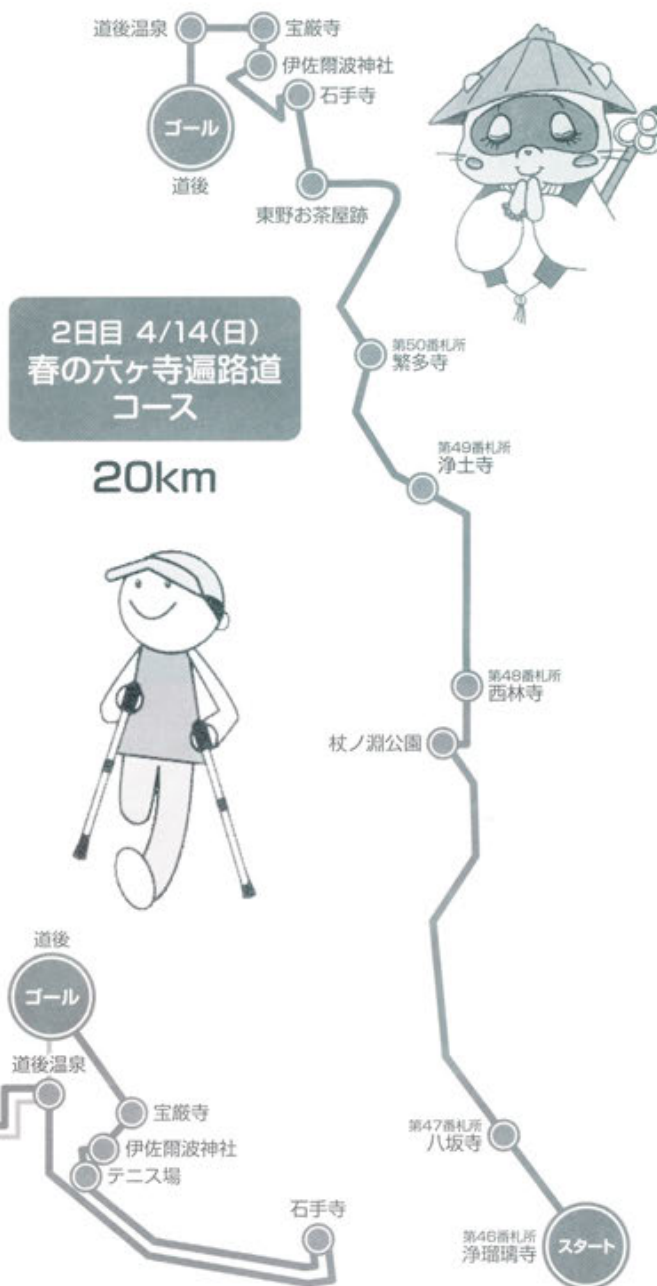 道後温泉
宝厳寺
伊佐爾波神社
石手寺
ゴール
道後
東野お茶屋跡
2日目 4/14(日)
春の六ヶ寺遍路道
コース
20km
第50番札所
繁多寺
第49番札所
浄土寺
第48番札所
西林寺
杖ノ淵公園
第47番札所
八坂寺
第46番札所
浄瑠璃寺
スタート
道後
ゴール
道後温泉
宝厳寺
伊佐爾波神社
テニス場
石手寺